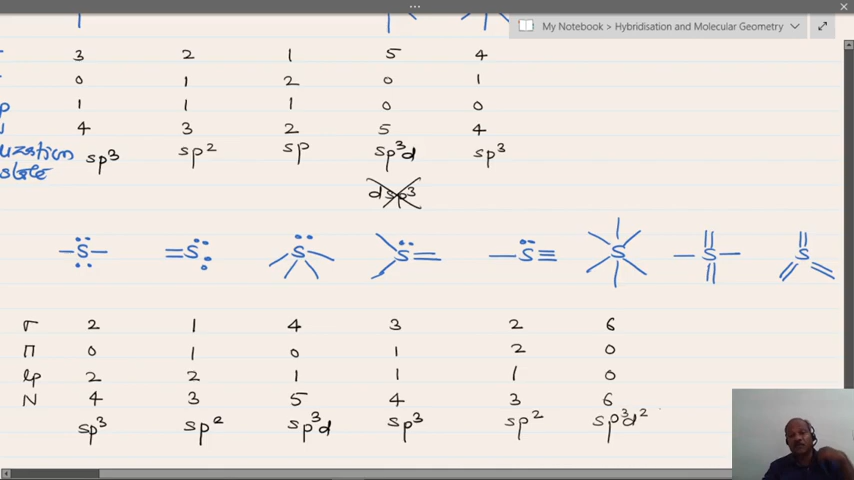 My Notebook > Hybridisation and Molecular Geometry
3 2 1 5 4
0 1 2 0 1
p 1 1 1 0 0
4 3 2 5 4
sp³ sp² sp sp³d sp³
state
dsp³
S S S S S S S S
σ 2 1 4 3 2 6
π 0 1 0 1 2 0
lp 2 2 1 1 1 0
N 4 3 5 4 3 6
sp³ sp² sp³d sp³ sp² sp³d²